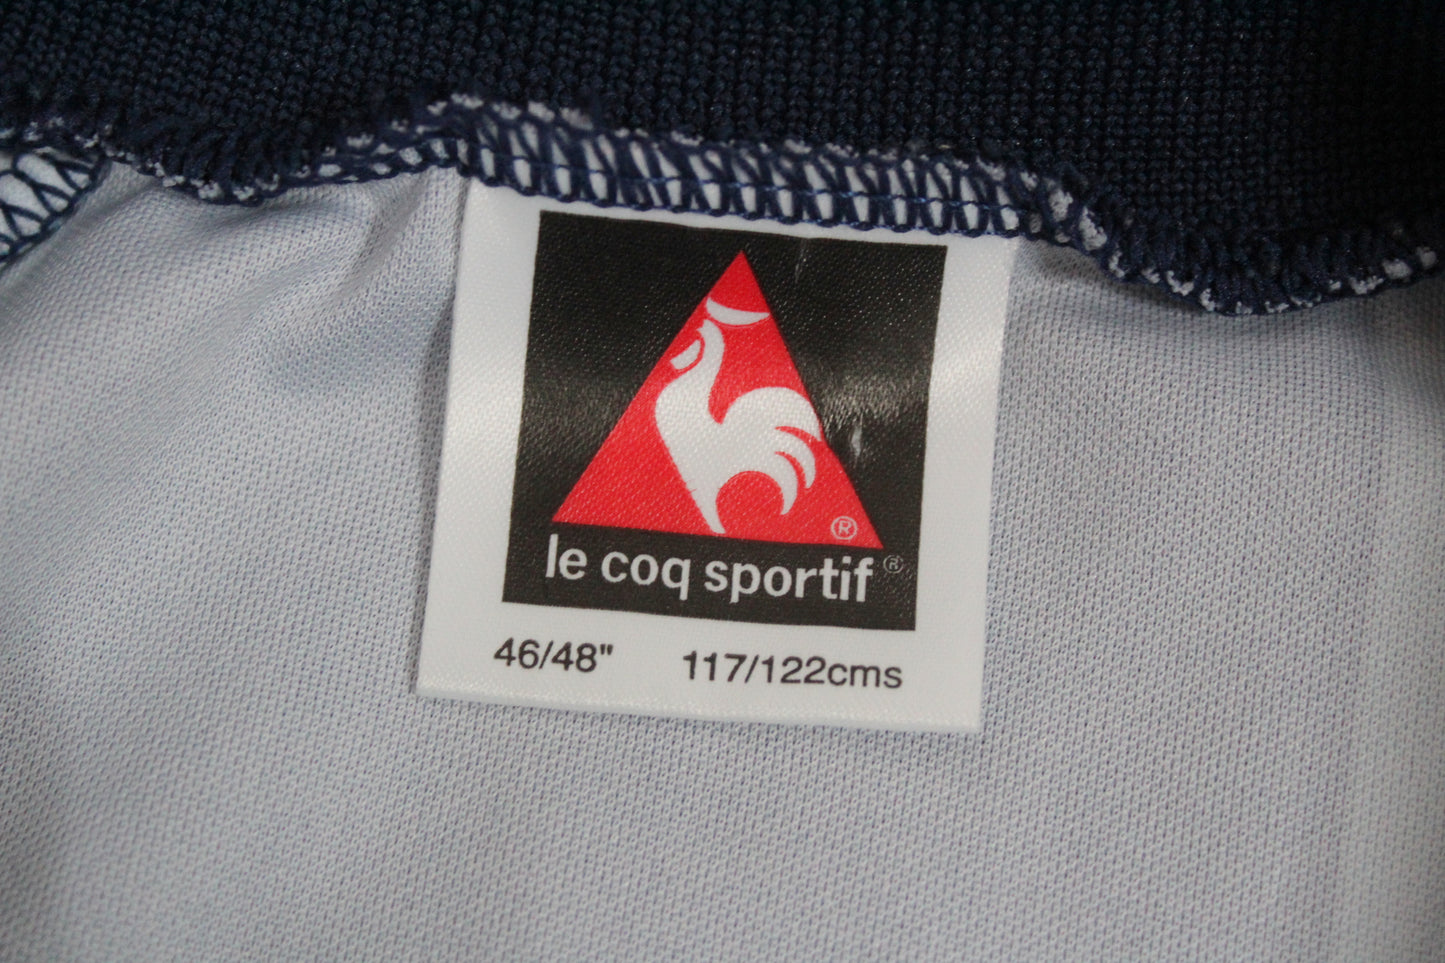 ®
le coq sportif®
46/48" 117/122cms